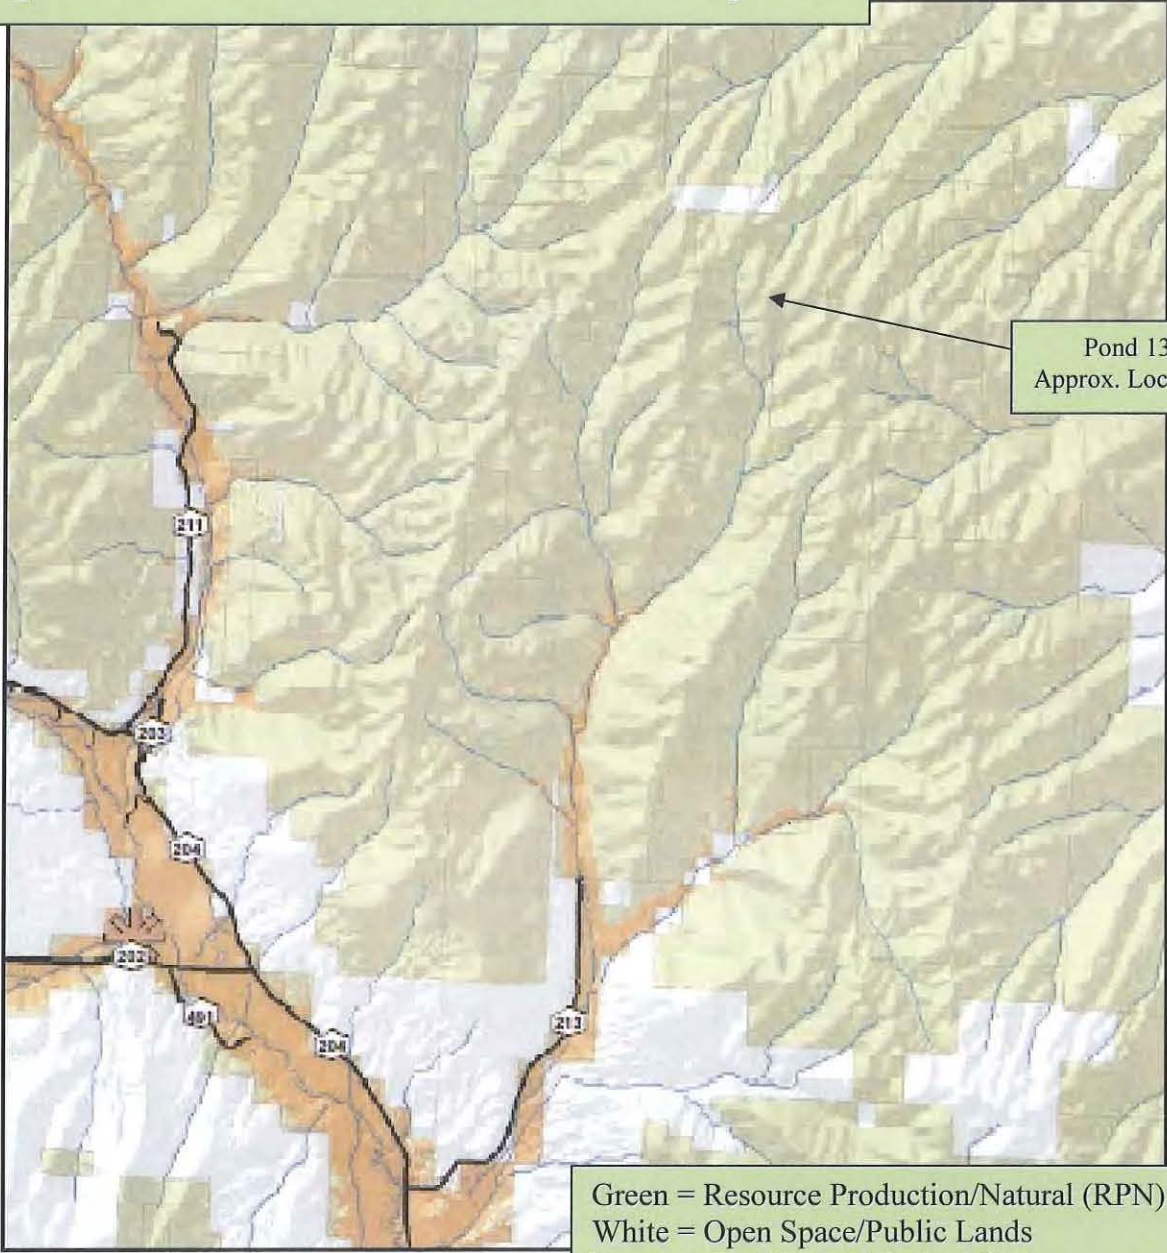 Pond 13
Approx. Loc
211
203
204
202
491
204
213
Green = Resource Production/Natural (RPN)
White = Open Space/Public Lands